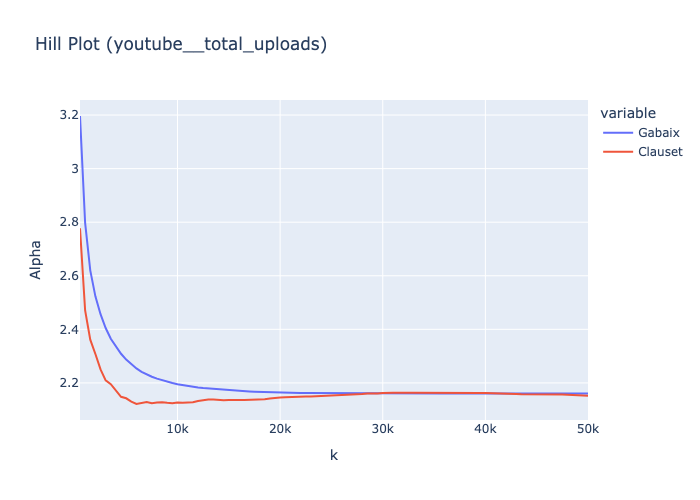 Hill Plot (youtube__total_uploads)
variable
Gabaix
Clauset
Alpha
3.2
3
2.8
2.6
2.4
2.2
10k
20k
30k
40k
50k
k